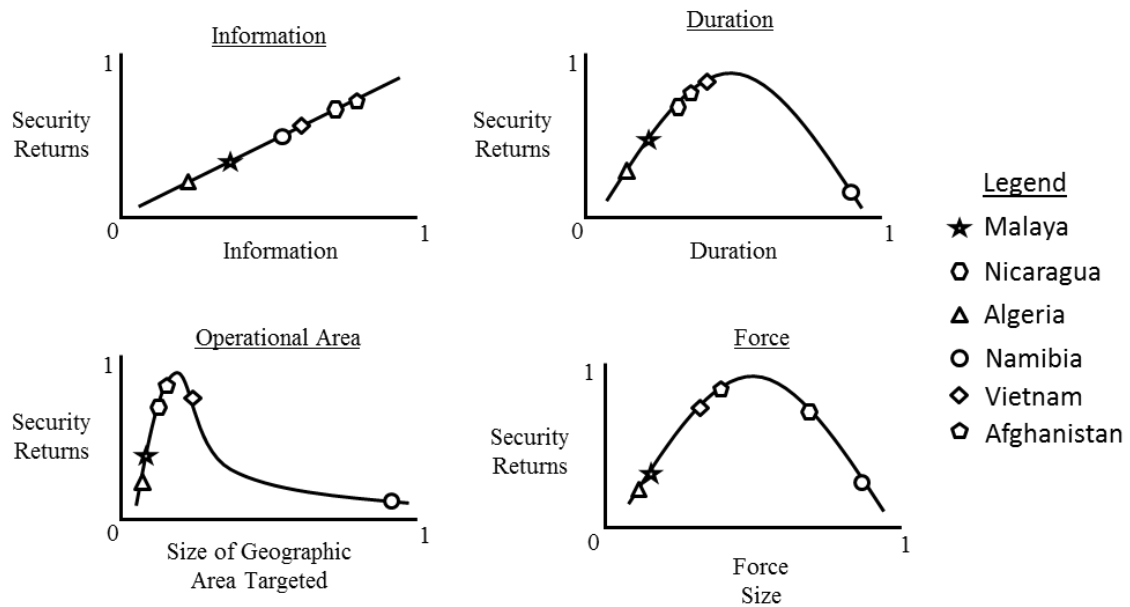 Information
1
Security
Returns
0
1
Information
Duration
1
Security
Returns
0
1
Duration
Operational Area
1
Security
Returns
0
1
Size of Geographic
Area Targeted
Force
1
Security
Returns
0
1
Force
Size
Legend
Malaya
Nicaragua
Algeria
Namibia
Vietnam
Afghanistan